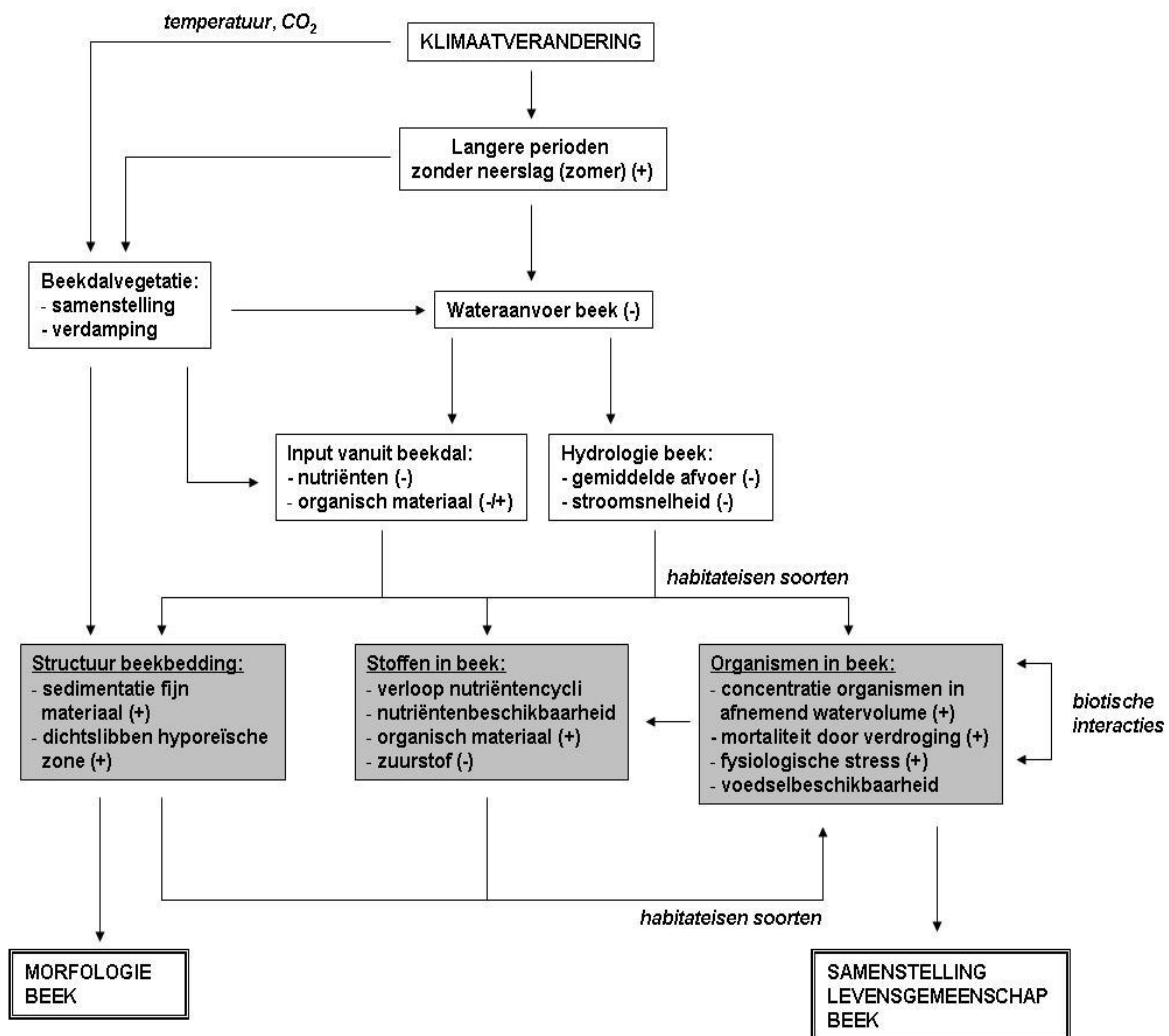 temperatuur, CO₂
KLIMAATVERANDERING
Langere perioden
zonder neerslag (zomer) (+)
Beekdalvegetatie:
- samenstelling
- verdamping
Wateraanvoer beek (-)
Input vanuit beekdal:
- nutriënten (-)
- organisch materiaal (-/+)
Hydrologie beek:
- gemiddelde afvoer (-)
- stroomsnelheid (-)
habitateisen soorten
Structuur beekbedding:
- sedimentatie fijn
materiaal (+)
- dichtslibben hyporeïsche
zone (+)
Stoffen in beek:
- verloop nutriëntencycli
- nutriëntenbeschikbaarheid
- organisch materiaal (+)
- zuurstof (-)
Organismen in beek:
- concentratie organismen in
afnemend watervolume (+)
- mortaliteit door verdroging (+)
- fysiologische stress (+)
- voedselbeschikbaarheid
biotische
interacties
habitateisen soorten
MORFOLOGIE
BEEK
SAMENSTELLING
LEVENSGEMEENSCHAP
BEEK